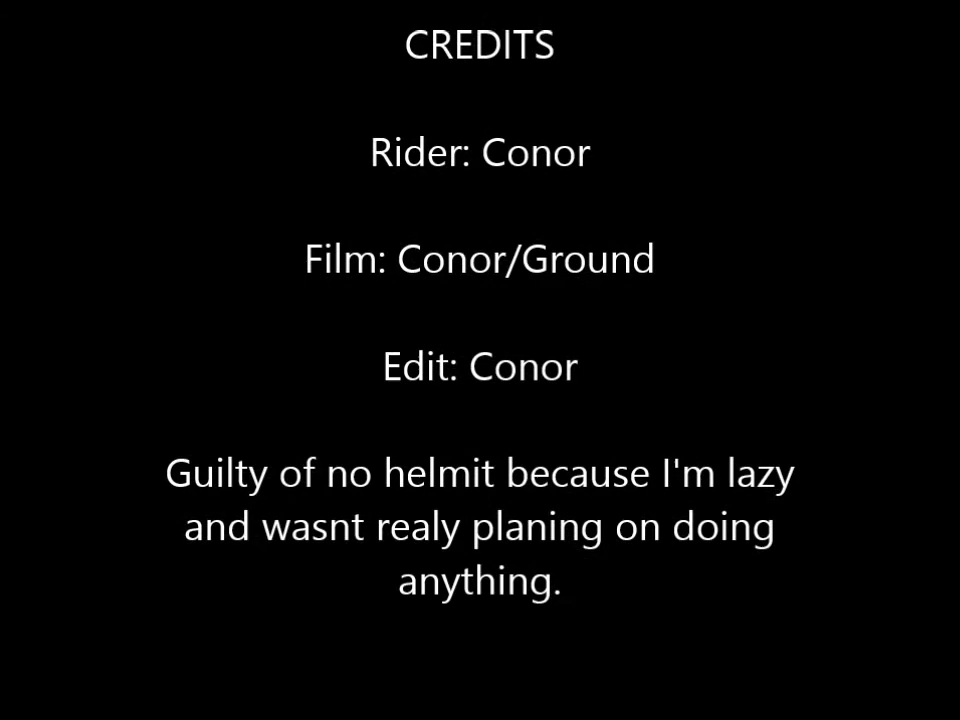 CREDITS
Rider: Conor
Film: Conor/Ground
Edit: Conor
Guilty of no helmit because I'm lazy
and wasnt realy planing on doing
anything.